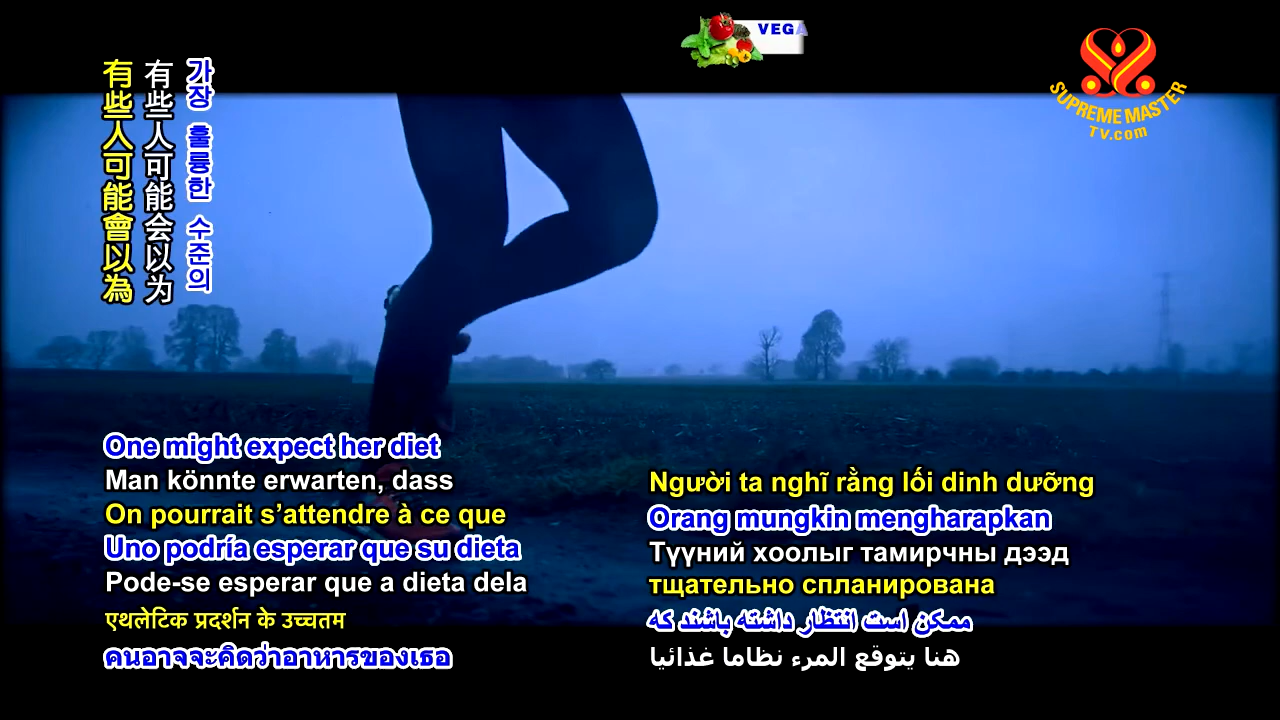 有些人可能會以為
有些人可能会以为
가장 훌륭한 수준의
SUPREME MASTER
TV.com
One might expect her diet
Man könnte erwarten, dass
On pourrait s’attendre à ce que
Uno podría esperar que su dieta
Pode-se esperar que a dieta dela
एथलेटिक प्रदर्शन के उच्चतम
คนอาจจะคิดว่าอาหารของเธอ
Người ta nghĩ rằng lối dinh dưỡng
Orang mungkin mengharapkan
Түүний хоолыг тамирчны дээд
тщательно спланирована
ممکن است انتظار داشته باشند که
هنا يتوقع المرء نظاما غذائيا